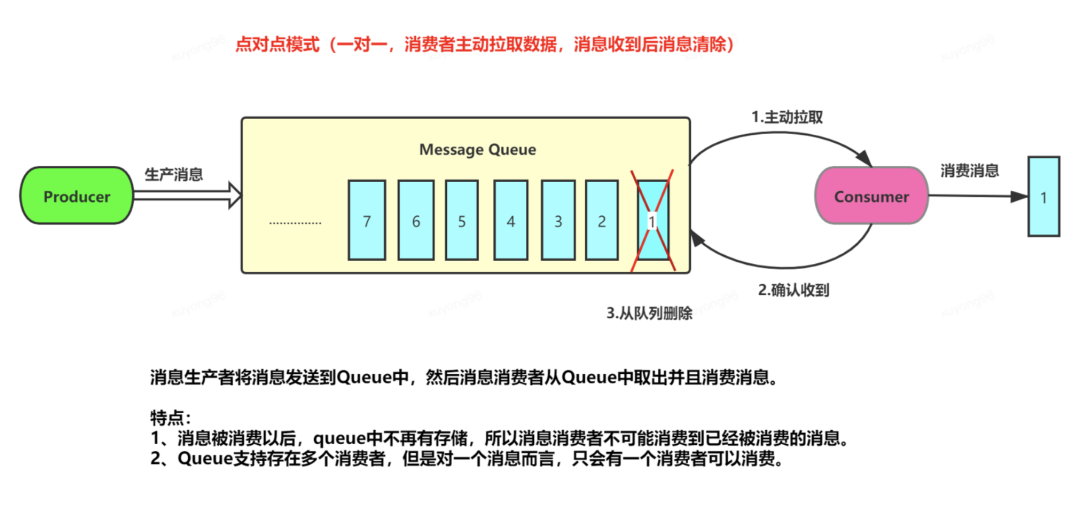 点对点模式（一对一，消费者主动拉取数据，消息收到后消息清除）
1.主动拉取
Message Queue
生产消息
消费消息
Producer
Consumer
...............
7
6
5
4
3
2
1
1
2.确认收到
3.从队列删除
消息生产者将消息发送到Queue中，然后消息消费者从Queue中取出并且消费消息。
特点：
1、消息被消费以后，queue中不再有存储，所以消息消费者不可能消费到已经被消费的消息。
2、Queue支持存在多个消费者，但是对一个消息而言，只会有一个消费者可以消费。